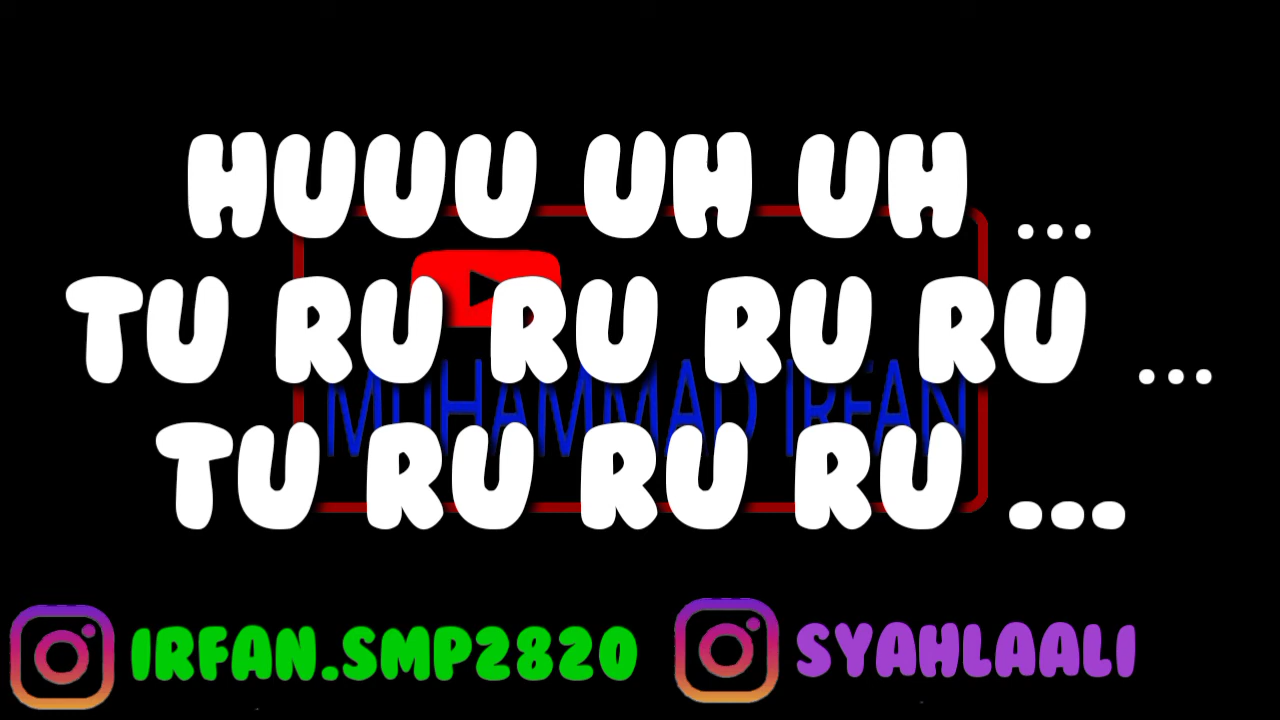 HUUU UH UH ...
TU RU RU RU RU ...
MUHAMMAD IRFAN
TU RU RU RU ...
IRFAN.SMP2820
SYAHLAALI